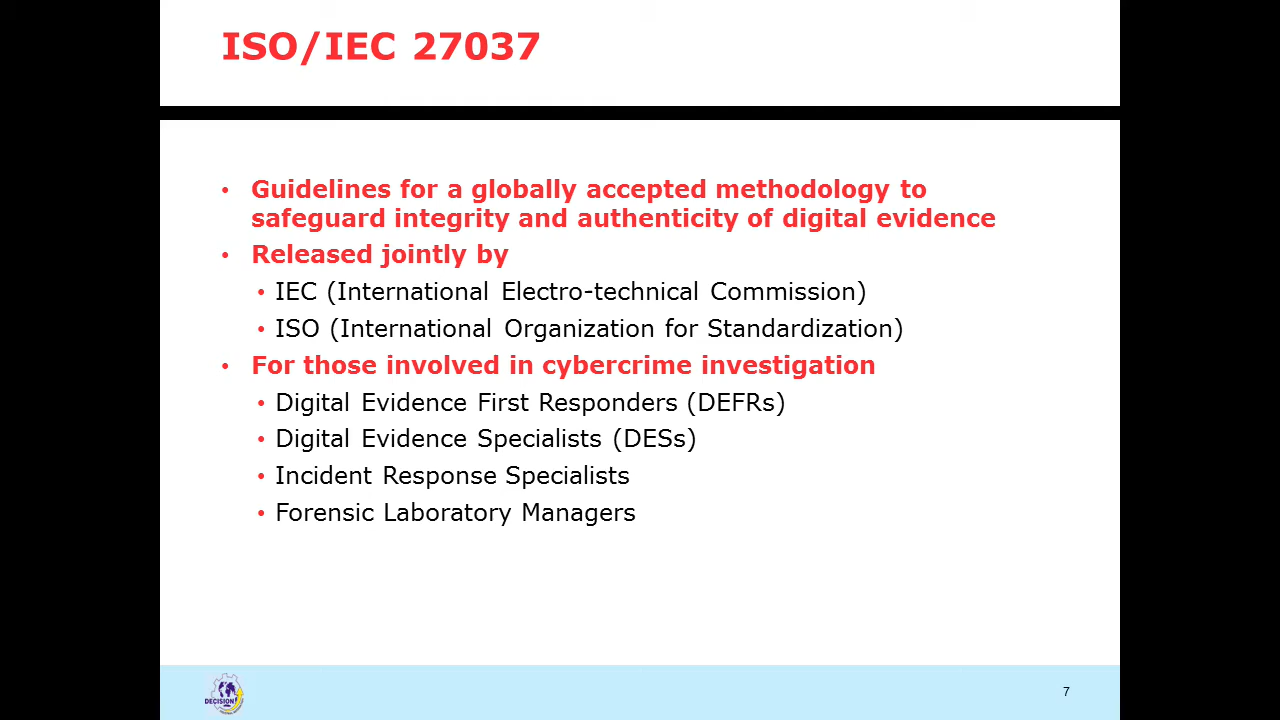 ISO/IEC 27037
• Guidelines for a globally accepted methodology to
safeguard integrity and authenticity of digital evidence
• Released jointly by
• IEC (International Electro-technical Commission)
• ISO (International Organization for Standardization)
• For those involved in cybercrime investigation
• Digital Evidence First Responders (DEFRs)
• Digital Evidence Specialists (DESs)
• Incident Response Specialists
• Forensic Laboratory Managers
DECISION
7